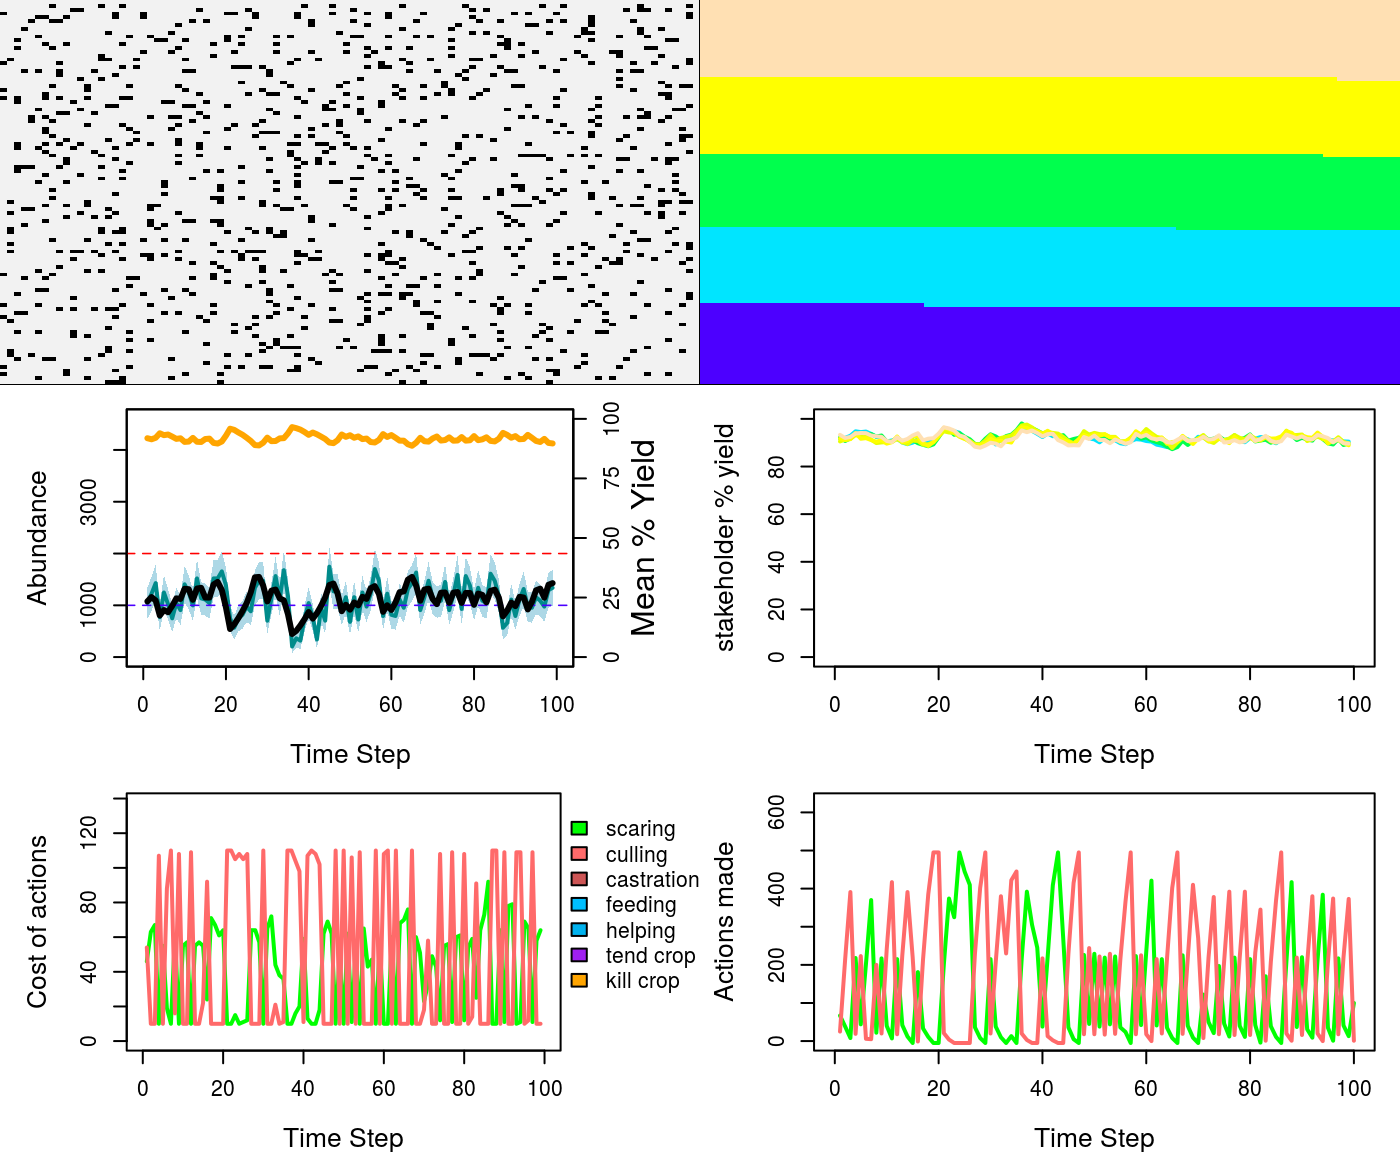 Abundance
0
1000
3000
0
25
50
75
100
Mean % Yield
0
20
40
60
80
100
Time Step
stakeholder % yield
0
20
40
60
80
0
20
40
60
80
100
Time Step
Cost of actions
0
40
80
120
0
20
40
60
80
100
Time Step
scaring
culling
castration
feeding
helping
tend crop
kill crop
Actions made
0
200
400
600
0
20
40
60
80
100
Time Step